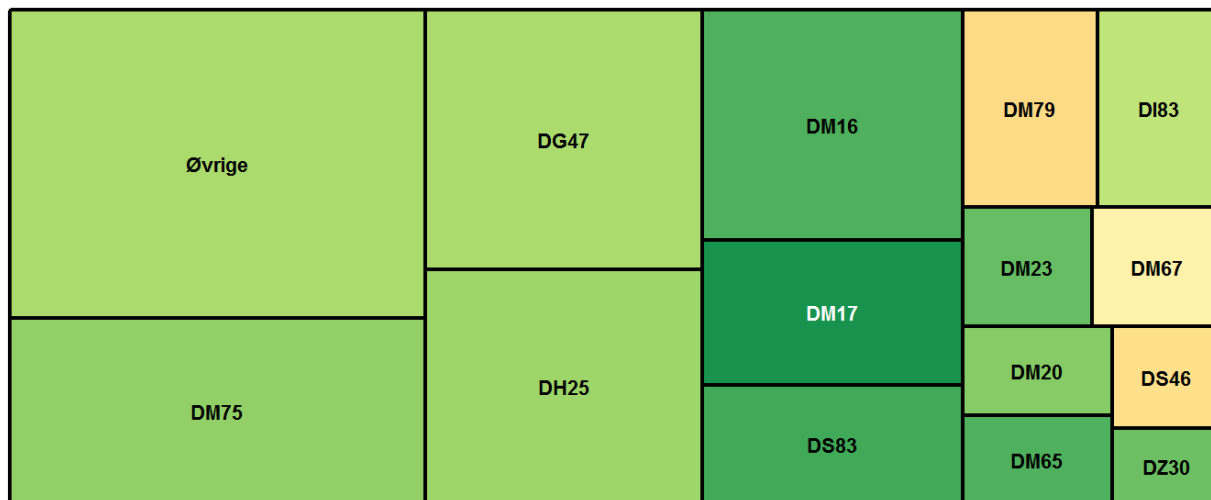 Øvrige
DM75
DG47
DH25
DM16
DM17
DS83
DM79
DI83
DM23
DM67
DM20
DS46
DM65
DZ30